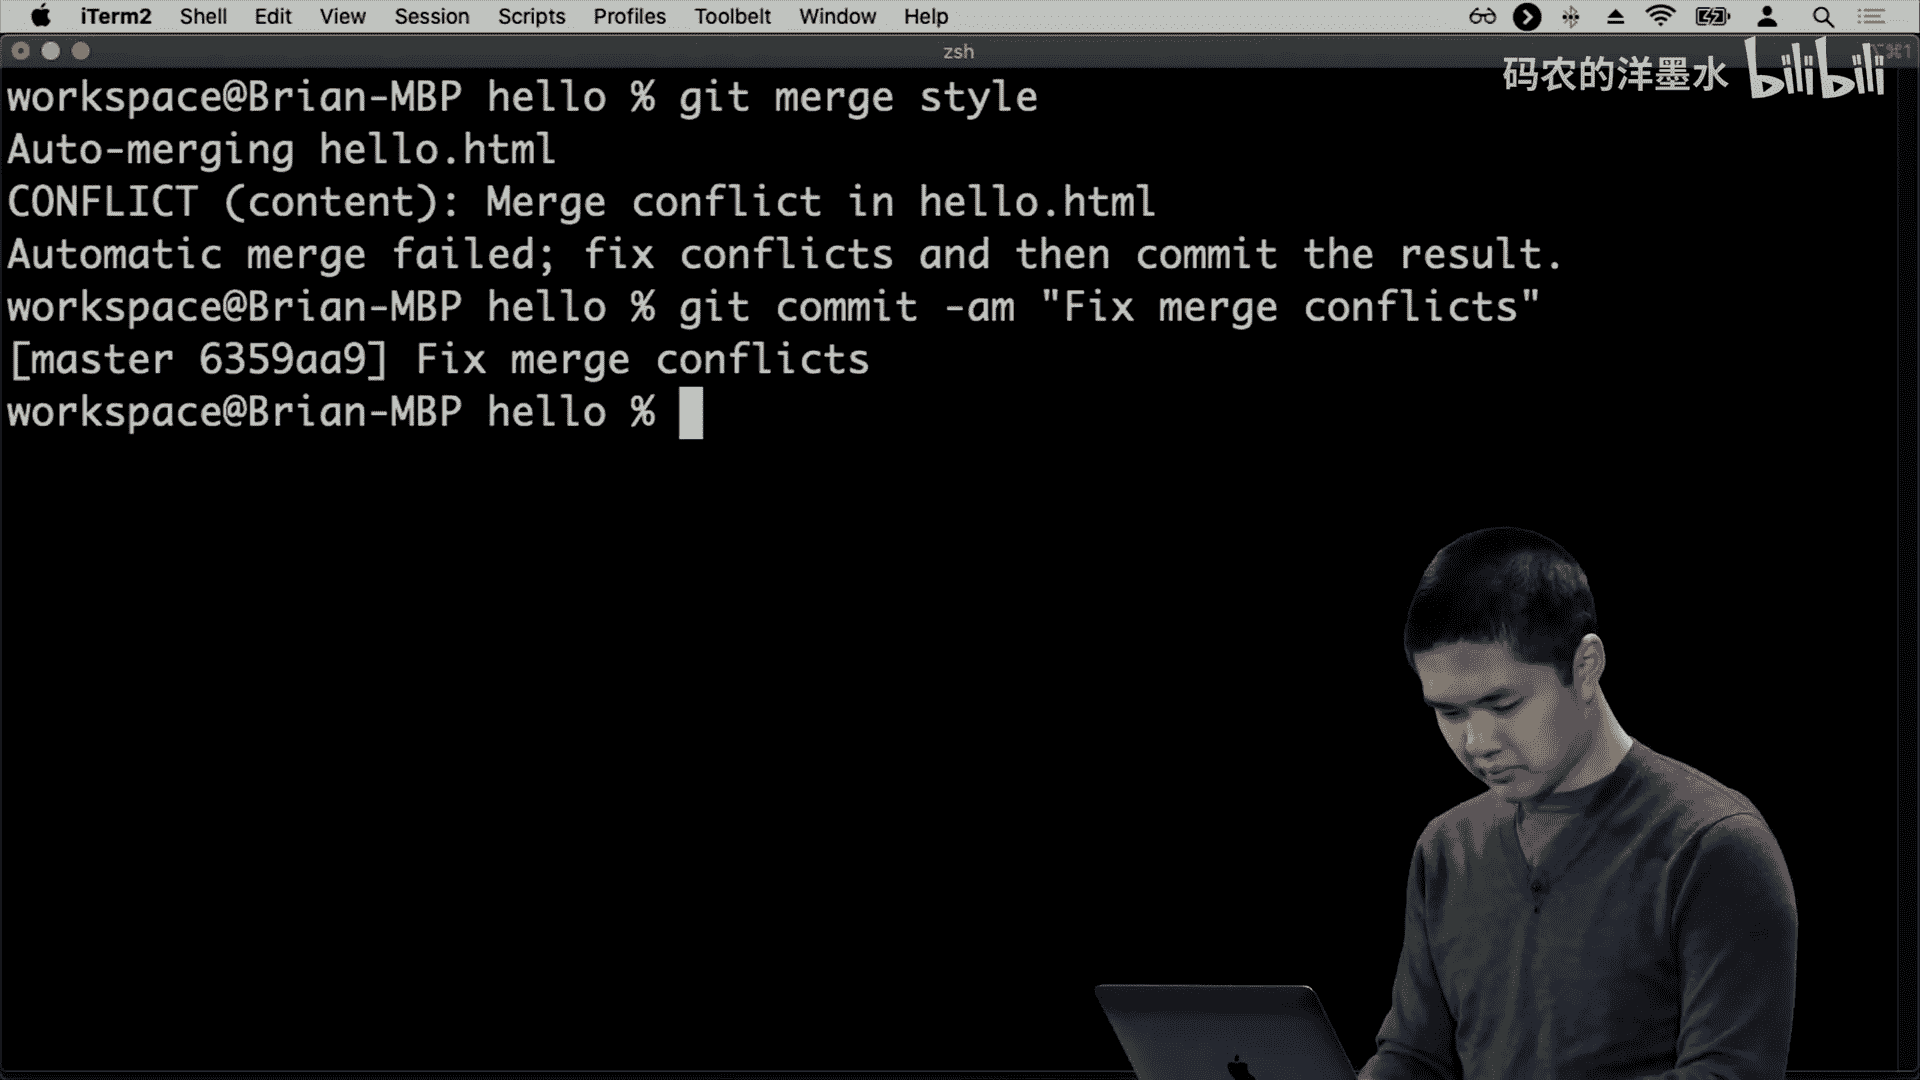 iTerm2 Shell Edit View Session Scripts Profiles Toolbelt Window Help
zsh
⌥⌘1
码农的洋墨水 bilibili
workspace@Brian-MBP hello % git merge style
Auto-merging hello.html
CONFLICT (content): Merge conflict in hello.html
Automatic merge failed; fix conflicts and then commit the result.
workspace@Brian-MBP hello % git commit -am "Fix merge conflicts"
[master 6359aa9] Fix merge conflicts
workspace@Brian-MBP hello %